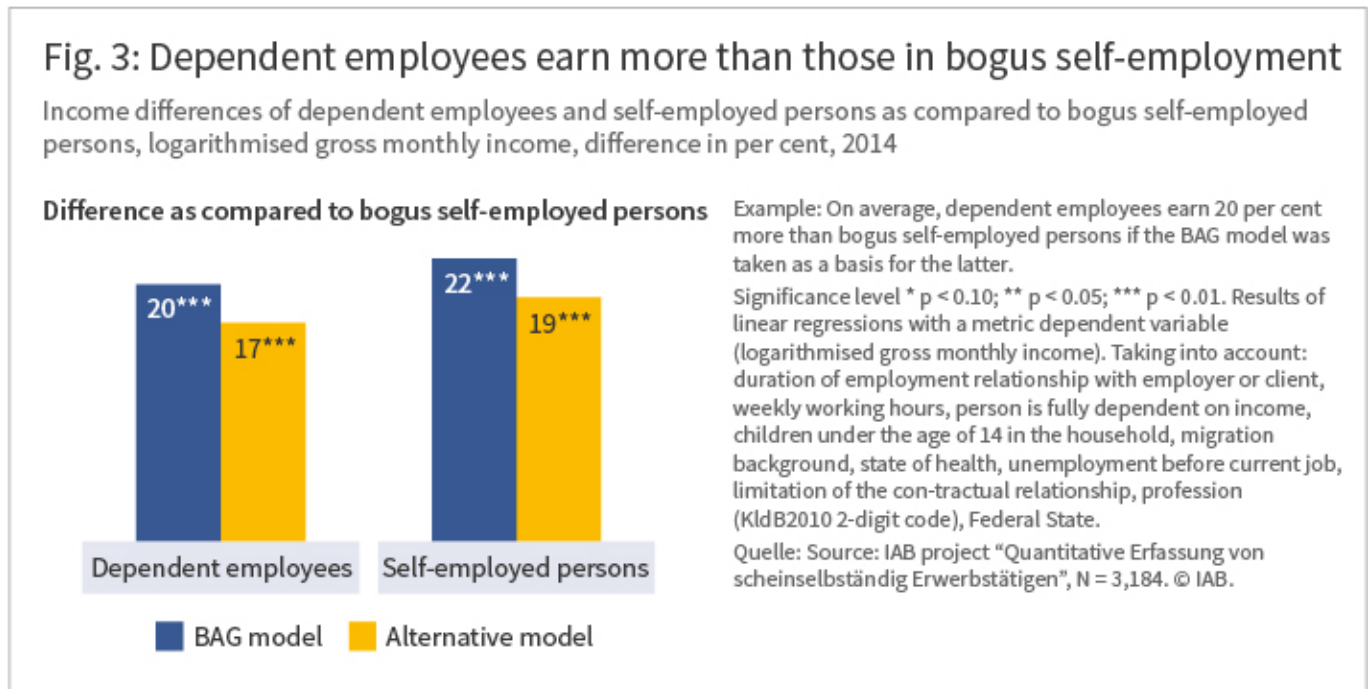 Fig. 3: Dependent employees earn more than those in bogus self-employment
Income differences of dependent employees and self-employed persons as compared to bogus self-employed
persons, logarithmised gross monthly income, difference in per cent, 2014
Difference as compared to bogus self-employed persons
20***
17***
22***
19***
Dependent employees
Self-employed persons
BAG model
Alternative model
Example: On average, dependent employees earn 20 per cent
more than bogus self-employed persons if the BAG model was
taken as a basis for the latter.
Significance level * p < 0.10; ** p < 0.05; *** p < 0.01. Results of
linear regressions with a metric dependent variable
(logarithmised gross monthly income). Taking into account:
duration of employment relationship with employer or client,
weekly working hours, person is fully dependent on income,
children under the age of 14 in the household, migration
background, state of health, unemployment before current job,
limitation of the con-tractual relationship, profession
(KldB2010 2-digit code), Federal State.
Quelle: Source: IAB project “Quantitative Erfassung von
scheinselbständig Erwerbstätigen”, N = 3,184. © IAB.